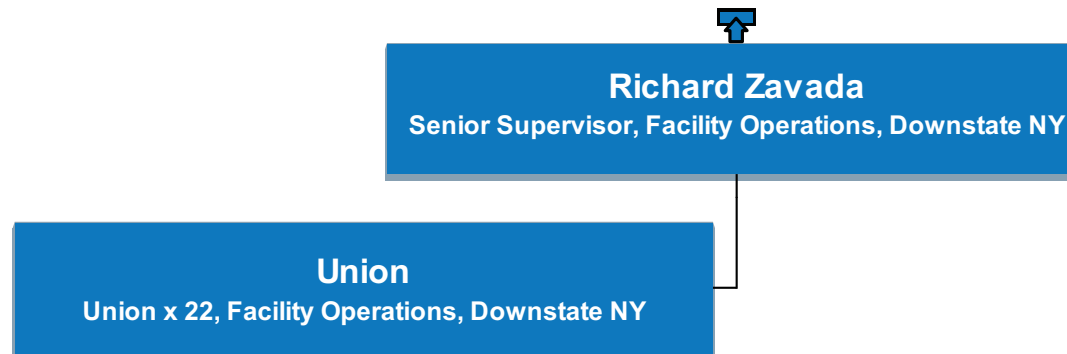 Richard Zavada
Senior Supervisor, Facility Operations, Downstate NY
Union
Union x 22, Facility Operations, Downstate NY